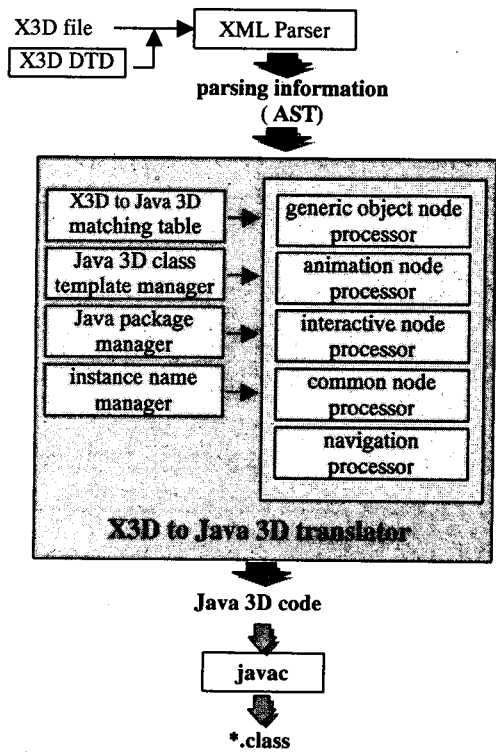 X3D file
XML Parser
X3D DTD
parsing information
( AST)
X3D to Java 3D
matching table
Java 3D class
template manager
Java package
manager
instance name
manager
generic object node
processor
animation node
processor
interactive node
processor
common node
processor
navigation
processor
X3D to Java 3D translator
Java 3D code
javac
*.class